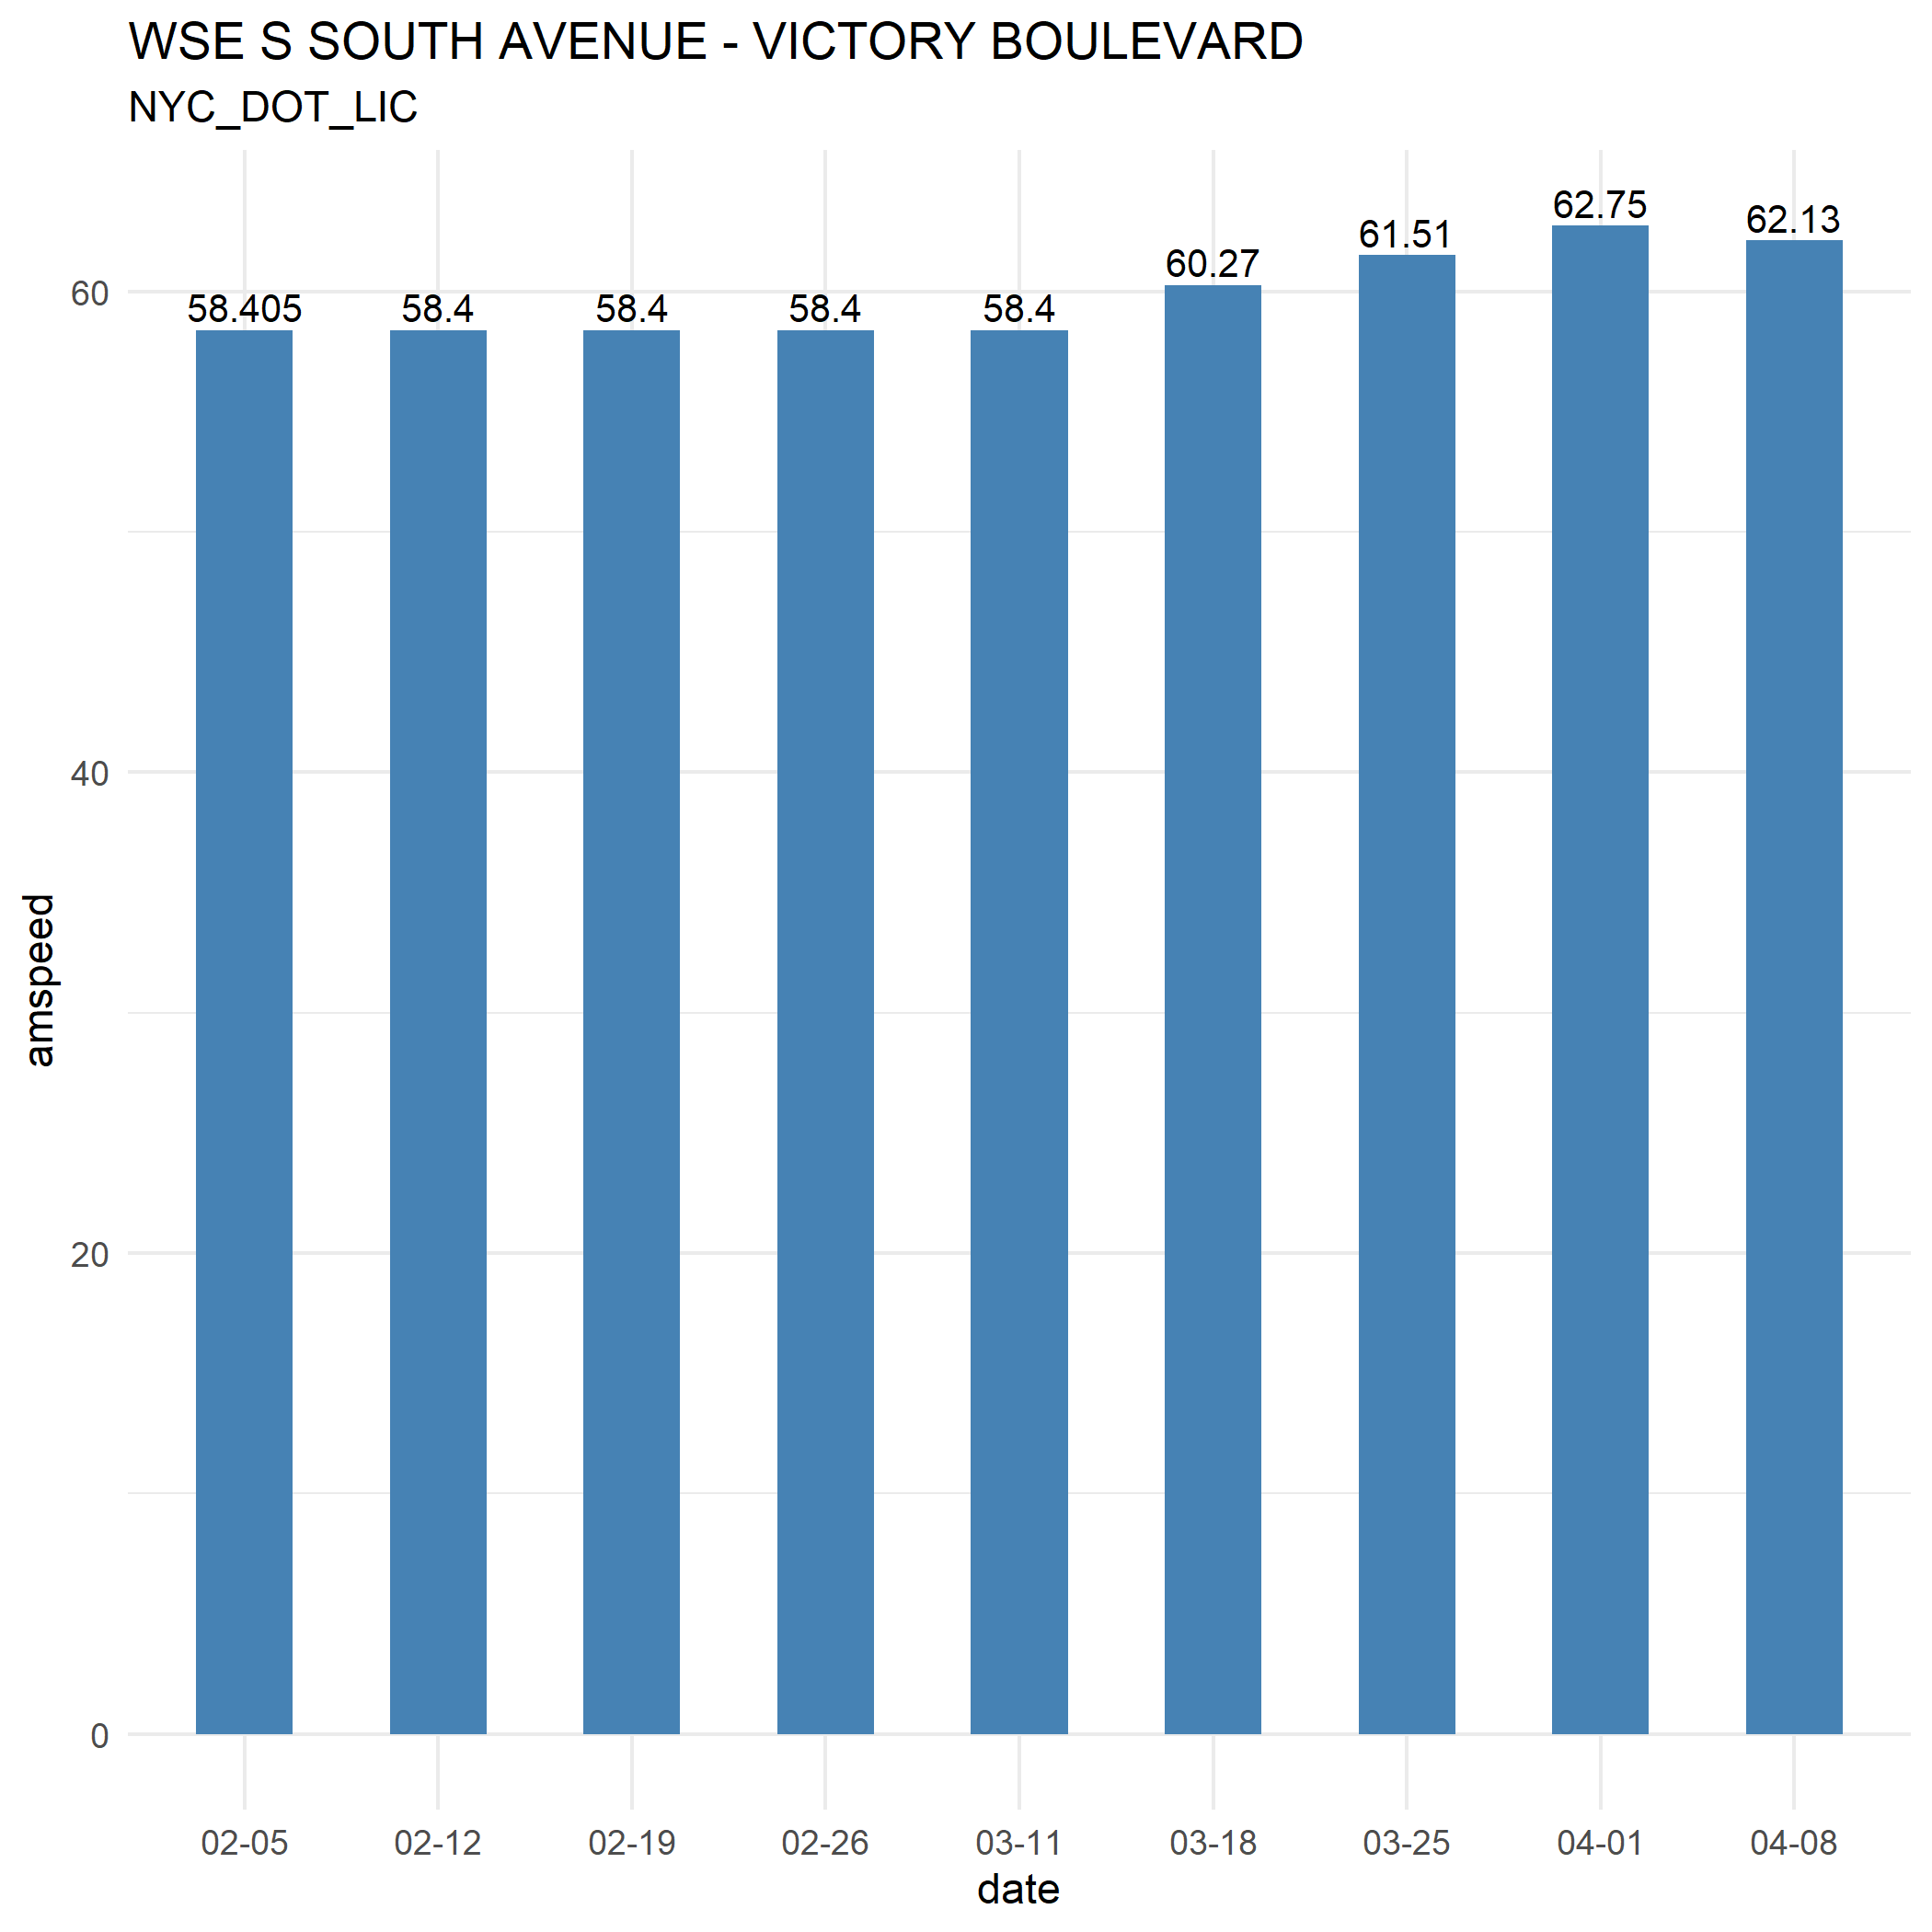 WSE S SOUTH AVENUE - VICTORY BOULEVARD
NYC_DOT_LIC
58.405 58.4 58.4 58.4 58.4 60.27 61.51 62.75 62.13
60
40
20
0
amspeed
02-05 02-12 02-19 02-26 03-11 03-18 03-25 04-01 04-08
date